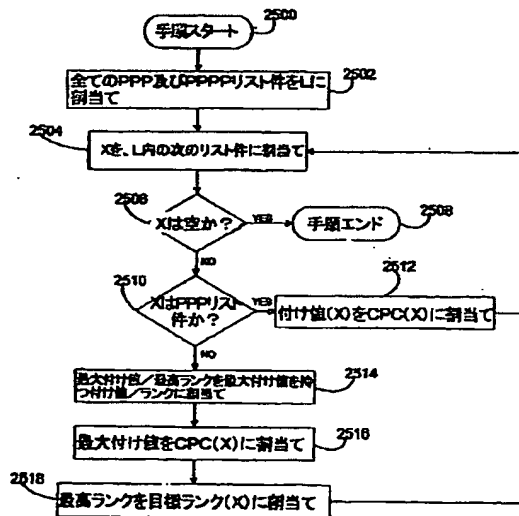 手順スタート
2500
全てのPPP及びPPPPリスト件をLに
割当て
2502
2504
Xを、L内の次のリスト件に割当て
2506
Xは空か?
YES
手順エンド
2508
NO
2510
XはPPPリスト
件か?
YES
2512
付け値(X)をCPC(X)に割当て
NO
最大付け値/最高ランクを最大付け値を持
つ付け値/ランクに割当て
2514
最大付け値をCPC(X)に割当て
2516
2518
最高ランクを目標ランク(X)に割当て